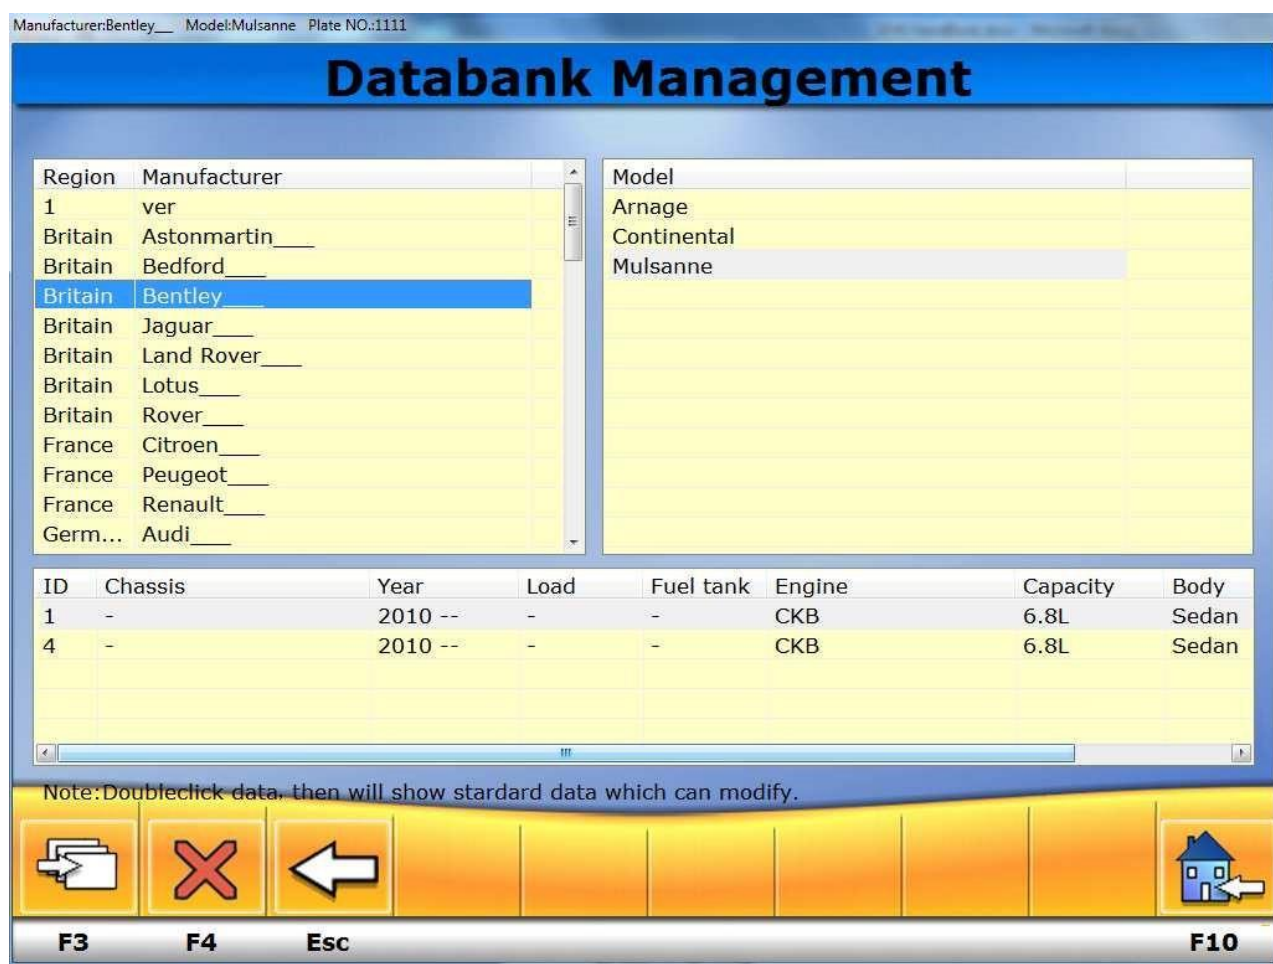 Manufacturer:Bentley__ Model:Mulsanne Plate NO.:1111
Databank Management
Region Manufacturer
1 ver
Britain Astonmartin___
Britain Bedford___
Britain Bentley___
Britain Jaguar___
Britain Land Rover___
Britain Lotus___
Britain Rover___
France Citroen___
France Peugeot___
France Renault___
Germ... Audi___
Model
Arnage
Continental
Mulsanne
ID Chassis Year Load Fuel tank Engine Capacity Body
1 - 2010 -- - - CKB 6.8L Sedan
4 - 2010 -- - - CKB 6.8L Sedan
Note:Doubleclick data, then will show stardard data which can modify.
F3 F4 Esc F10